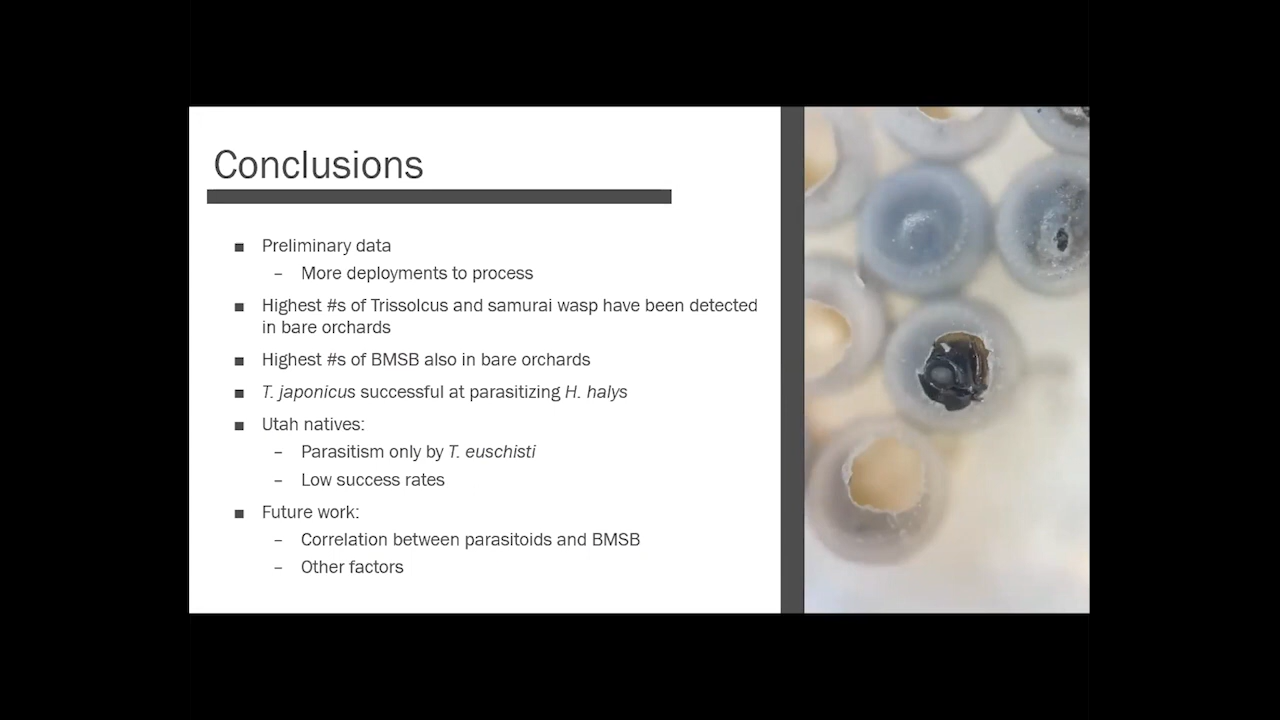 Conclusions
■ Preliminary data
– More deployments to process
■ Highest #s of Trissolcus and samurai wasp have been detected
in bare orchards
■ Highest #s of BMSB also in bare orchards
■ T. japonicus successful at parasitizing H. halys
■ Utah natives:
– Parasitism only by T. euschisti
– Low success rates
■ Future work:
– Correlation between parasitoids and BMSB
– Other factors